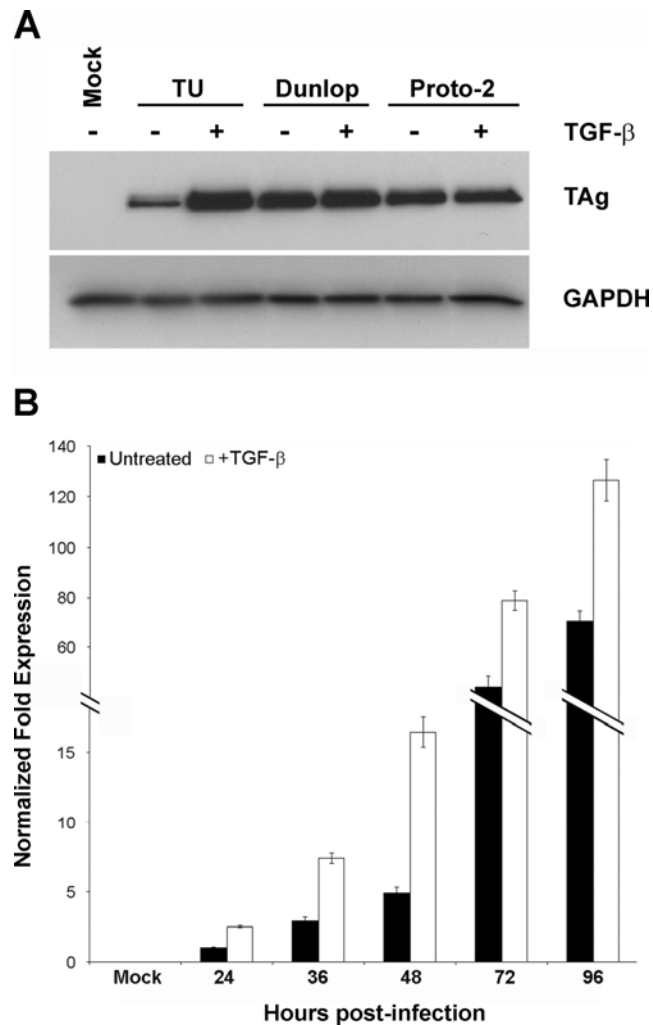 A
Mock
TU Dunlop Proto-2
- - + - + - + TGF-β
TAg
GAPDH
B
140
120
100
80
60
15
10
5
0
Untreated +TGF-β
Normalized Fold Expression
Mock 24 36 48 72 96
Hours post-infection